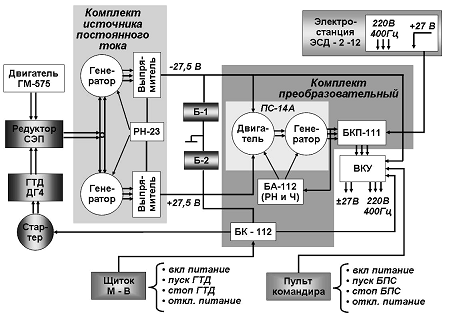 Комплект
источника
постоянного
тока
Электро-
станция
ЭСД - 2 -12
220В
400Гц
+27 В
Двигатель
ГМ-575
Гене-
ратор
Выпря-
митель
-27,5 В
Комплект
преобразовательный
Б-1
ПС-14А
Редуктор
СЭП
РН-23
Двига-
тель
Гене-
ратор
БКП-111
Б-2
ВКУ
ГТД
ДГ4
Гене-
ратор
Выпря-
митель
+27,5 В
БА-112
(РН и Ч)
±27В
220В
400Гц
Стар-
тер
БК - 112
Щиток
М - В
• вкл питание
• пуск ГТД
• стоп ГТД
• откл. питание
Пульт
командира
• вкл питание
• пуск БПС
• стоп БПС
• откл. питание